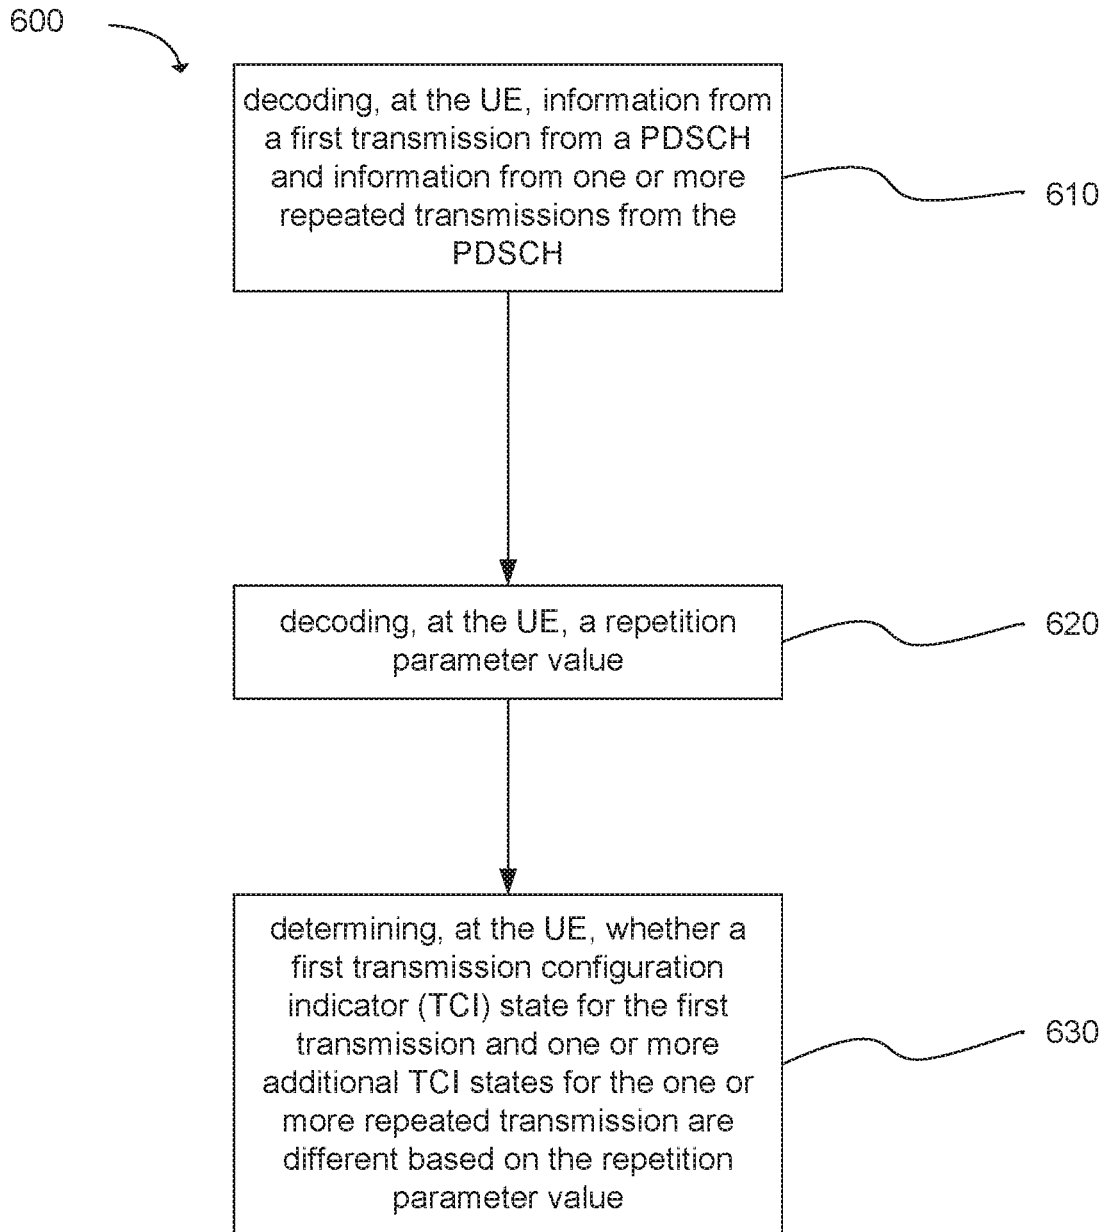 600
decoding, at the UE, information from
a first transmission from a PDSCH
and information from one or more
repeated transmissions from the
PDSCH
610
decoding, at the UE, a repetition
parameter value
620
determining, at the UE, whether a
first transmission configuration
indicator (TCI) state for the first
transmission and one or more
additional TCI states for the one or
more repeated transmission are
different based on the repetition
parameter value
630